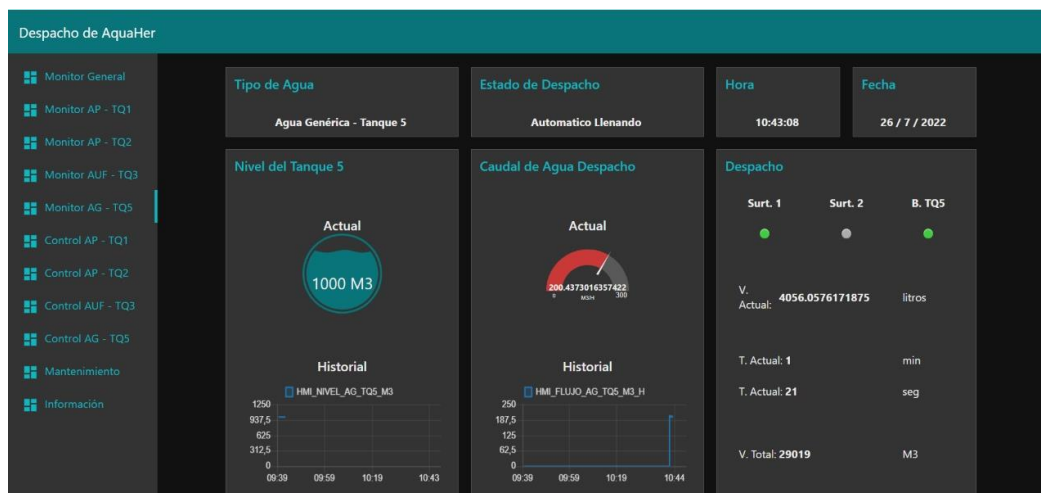 Despacho de AquaHer
Monitor General
Monitor AP - TQ1
Monitor AP - TQ2
Monitor AUF - TQ3
Monitor AG - TQ5
Control AP - TQ1
Control AP - TQ2
Control AUF - TQ3
Control AG - TQ5
Mantenimiento
Información
Tipo de Agua
Agua Genérica - Tanque 5
Estado de Despacho
Automatico Llenando
Hora
10:43:08
Fecha
26 / 7 / 2022
Nivel del Tanque 5
Actual
1000 M3
Historial
HMI_NIVEL_AG_TQ5_M3
1250
937,5
625
312,5
0
09:39 09:59 10:19 10:43
Caudal de Agua Despacho
Actual
200.4373016357422
0 M3/H 300
Historial
HMI_FLUJO_AG_TQ5_M3_H
250
187,5
125
62,5
0
09:39 09:59 10:19 10:44
Despacho
Surt. 1 Surt. 2 B. TQ5
V. Actual: 4056.0576171875 litros
T. Actual: 1 min
T. Actual: 21 seg
V. Total: 29019 M3